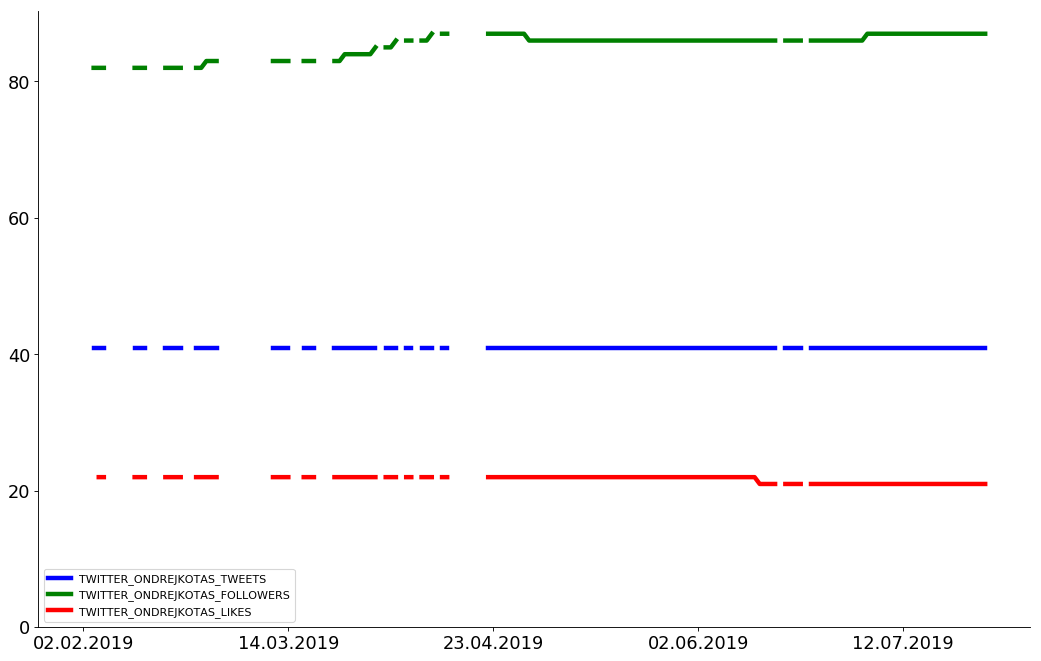 80
60
40
20
0
TWITTER_ONDREJKOTAS_TWEETS
TWITTER_ONDREJKOTAS_FOLLOWERS
TWITTER_ONDREJKOTAS_LIKES
02.02.2019 14.03.2019 23.04.2019 02.06.2019 12.07.2019